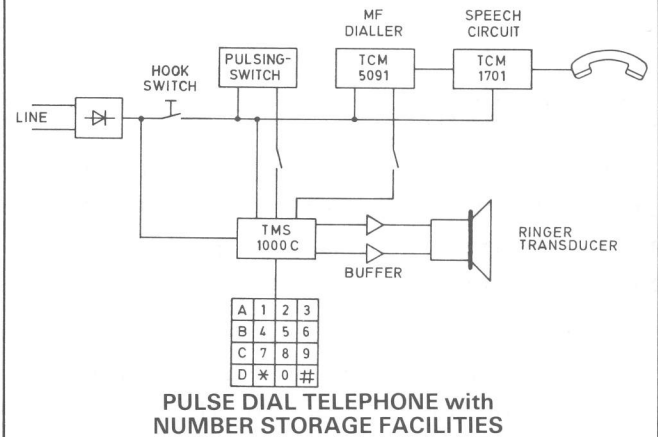 MF
DIALLER
SPEECH
CIRCUIT
PULSING-
SWITCH
TCM
5091
TCM
1701
HOOK
SWITCH
LINE
TMS
1000C
BUFFER
RINGER
TRANSDUCER
A 1 2 3
B 4 5 6
C 7 8 9
D * 0 #
PULSE DIAL TELEPHONE with
NUMBER STORAGE FACILITIES